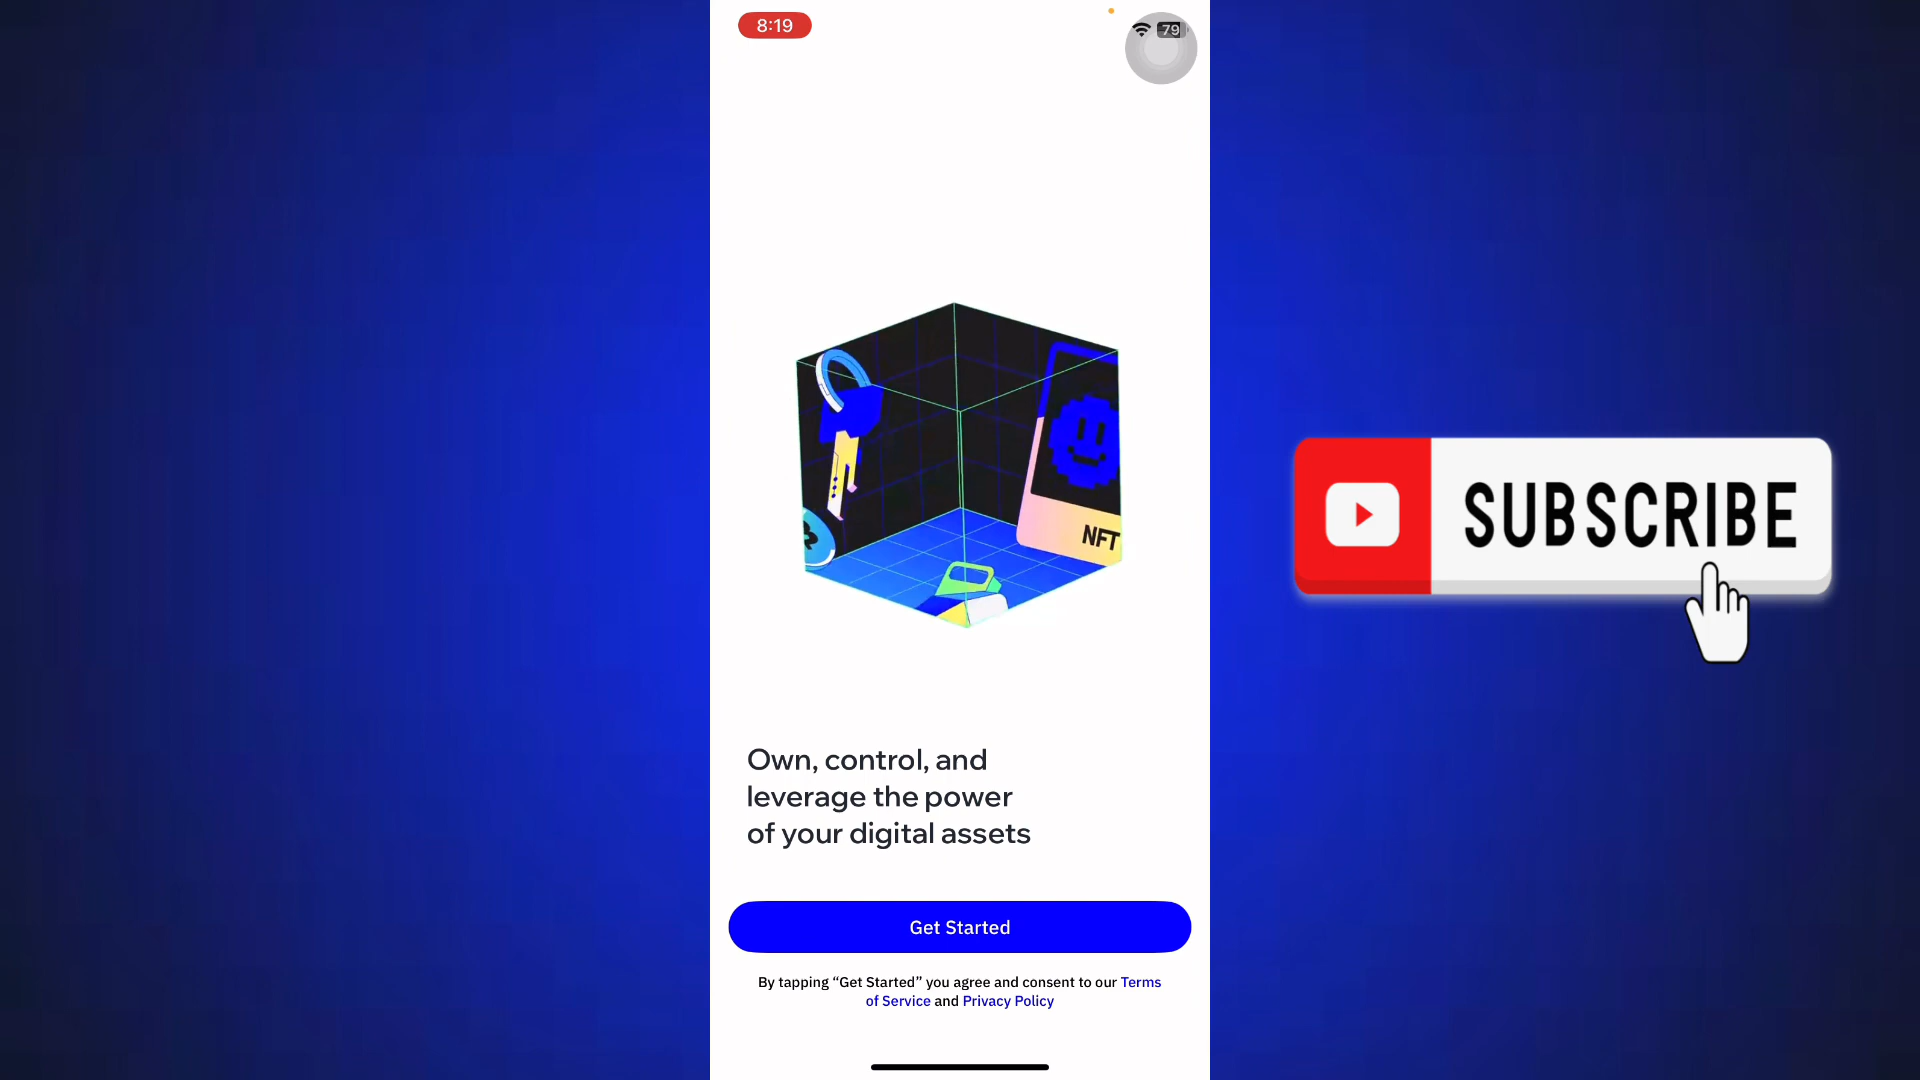 8:19
79
NFT
SUBSCRIBE
Own, control, and
leverage the power
of your digital assets
Get Started
By tapping “Get Started” you agree and consent to our Terms
of Service and Privacy Policy